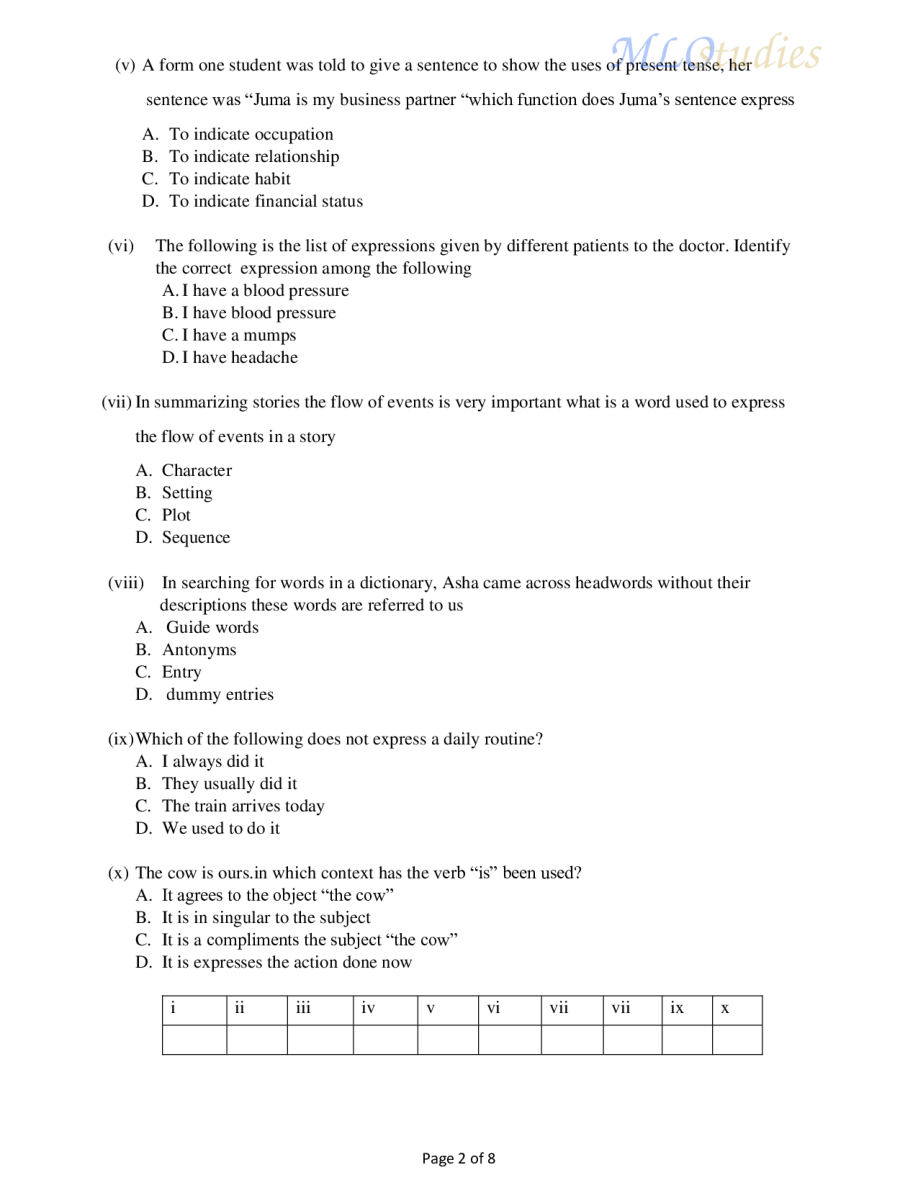 MLOstudies
(v) A form one student was told to give a sentence to show the uses of present tense, her
sentence was “Juma is my business partner “which function does Juma’s sentence express
A. To indicate occupation
B. To indicate relationship
C. To indicate habit
D. To indicate financial status
(vi) The following is the list of expressions given by different patients to the doctor. Identify
the correct expression among the following
A. I have a blood pressure
B. I have blood pressure
C. I have a mumps
D. I have headache
(vii) In summarizing stories the flow of events is very important what is a word used to express
the flow of events in a story
A. Character
B. Setting
C. Plot
D. Sequence
(viii) In searching for words in a dictionary, Asha came across headwords without their
descriptions these words are referred to us
A. Guide words
B. Antonyms
C. Entry
D. dummy entries
(ix) Which of the following does not express a daily routine?
A. I always did it
B. They usually did it
C. The train arrives today
D. We used to do it
(x) The cow is ours.in which context has the verb “is” been used?
A. It agrees to the object “the cow”
B. It is in singular to the subject
C. It is a compliments the subject “the cow”
D. It is expresses the action done now
i ii iii iv v vi vii vii ix x
Page 2 of 8